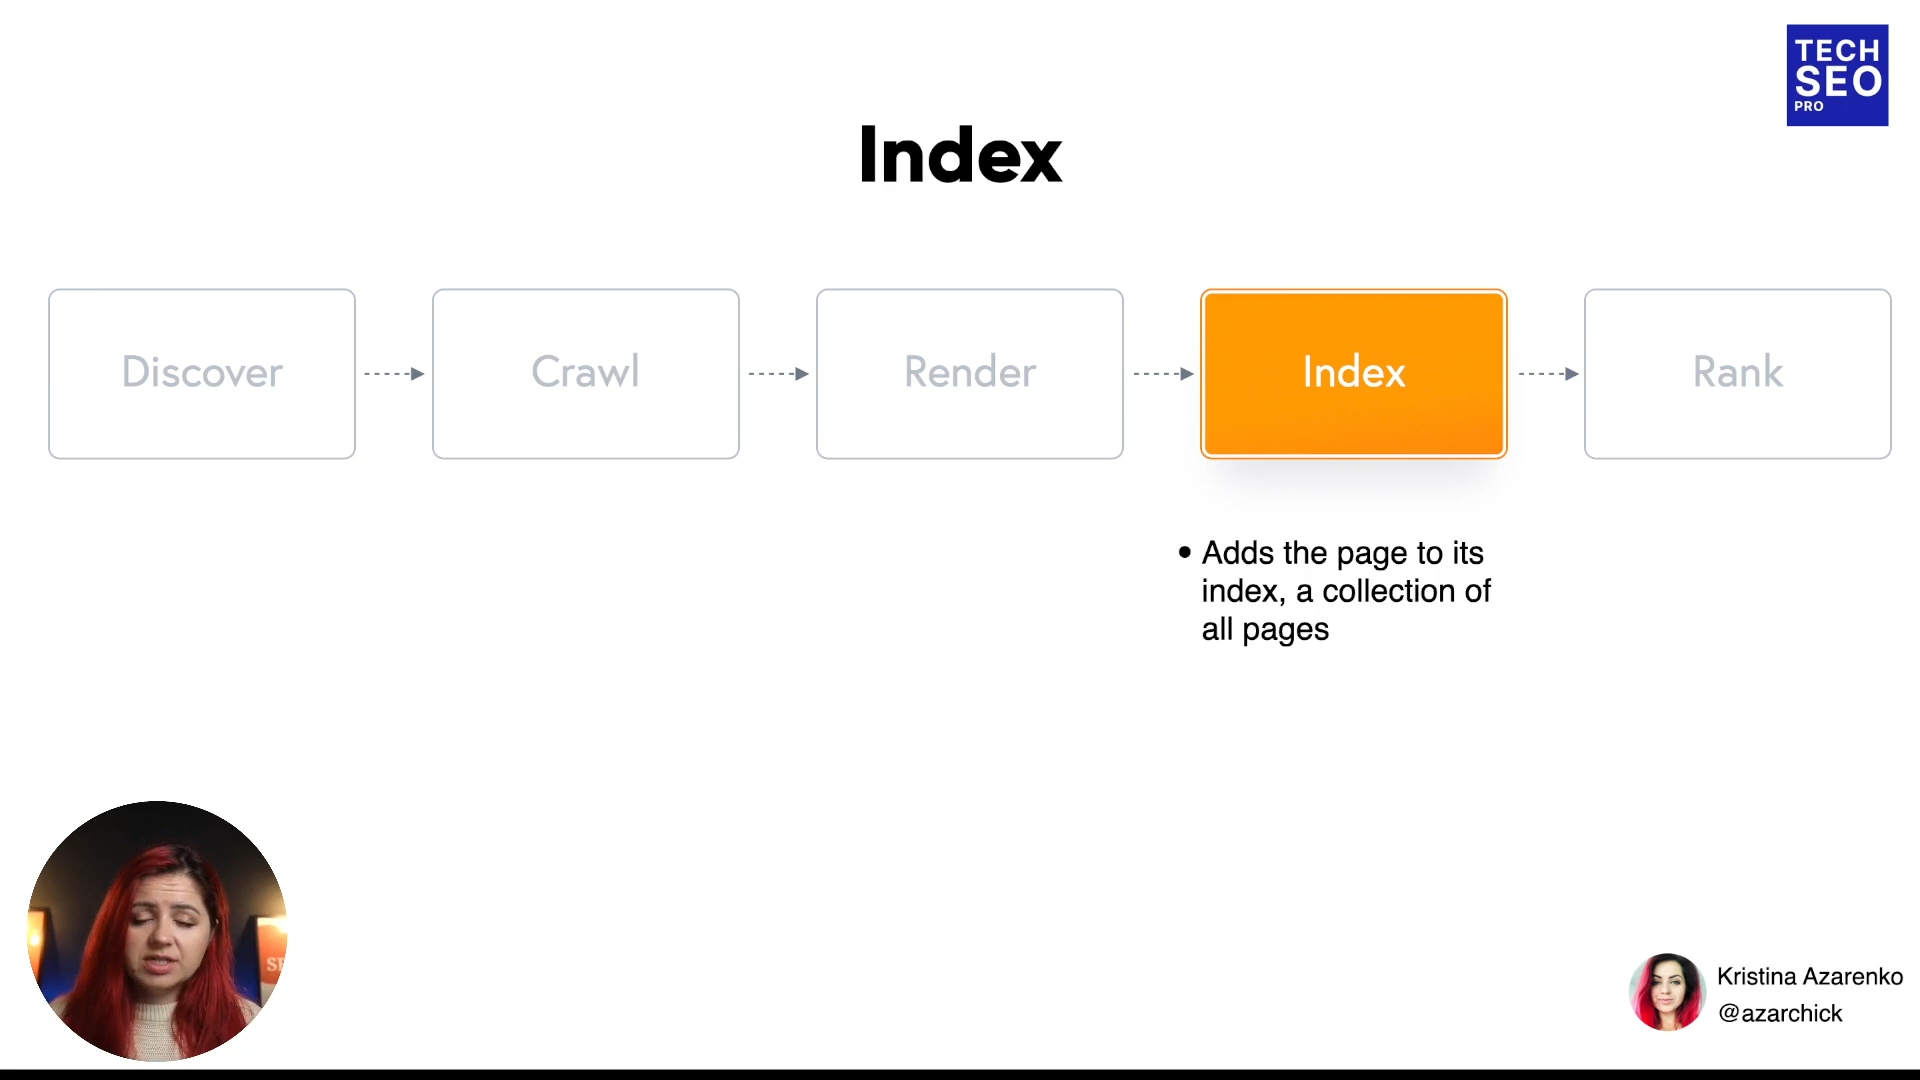 TECH
SEO
PRO
Index
Discover
Crawl
Render
Index
Rank
• Adds the page to its
index, a collection of
all pages
SE
Kristina Azarenko
@azarchick